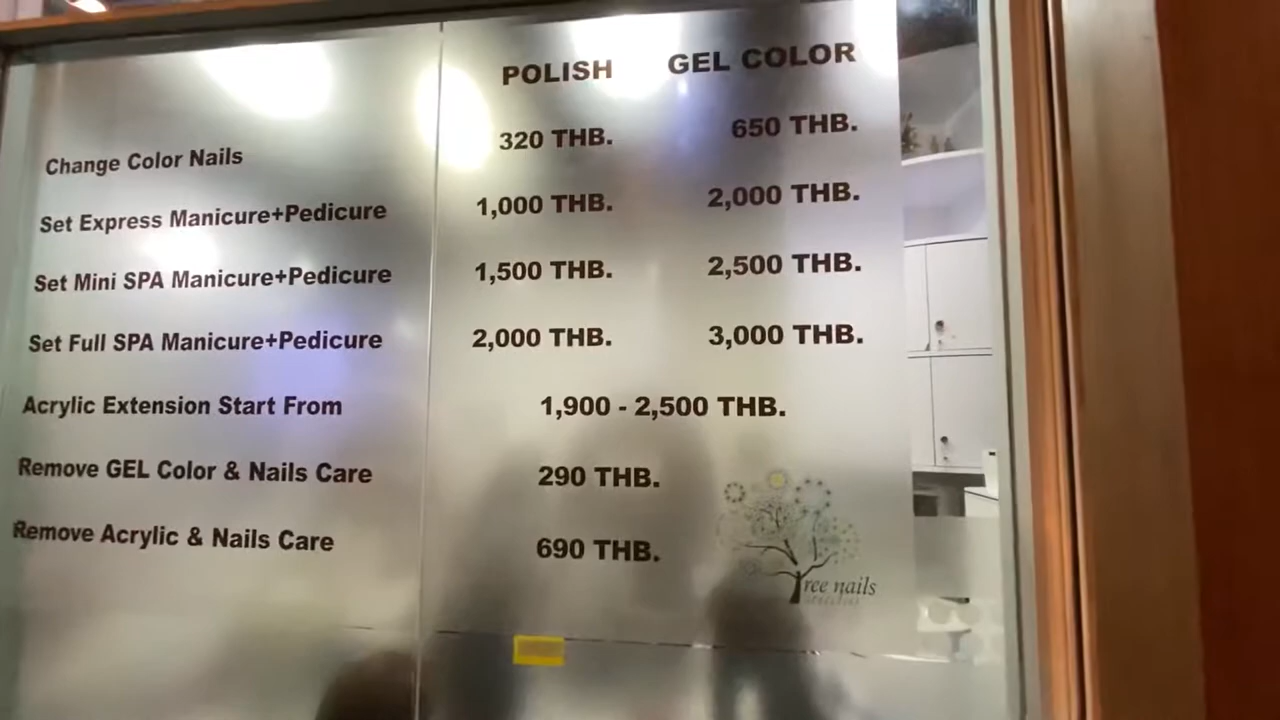 POLISH GEL COLOR
Change Color Nails 320 THB. 650 THB.
Set Express Manicure+Pedicure 1,000 THB. 2,000 THB.
Set Mini SPA Manicure+Pedicure 1,500 THB. 2,500 THB.
Set Full SPA Manicure+Pedicure 2,000 THB. 3,000 THB.
Acrylic Extension Start From 1,900 - 2,500 THB.
Remove GEL Color & Nails Care 290 THB.
Remove Acrylic & Nails Care 690 THB.
Tree nails